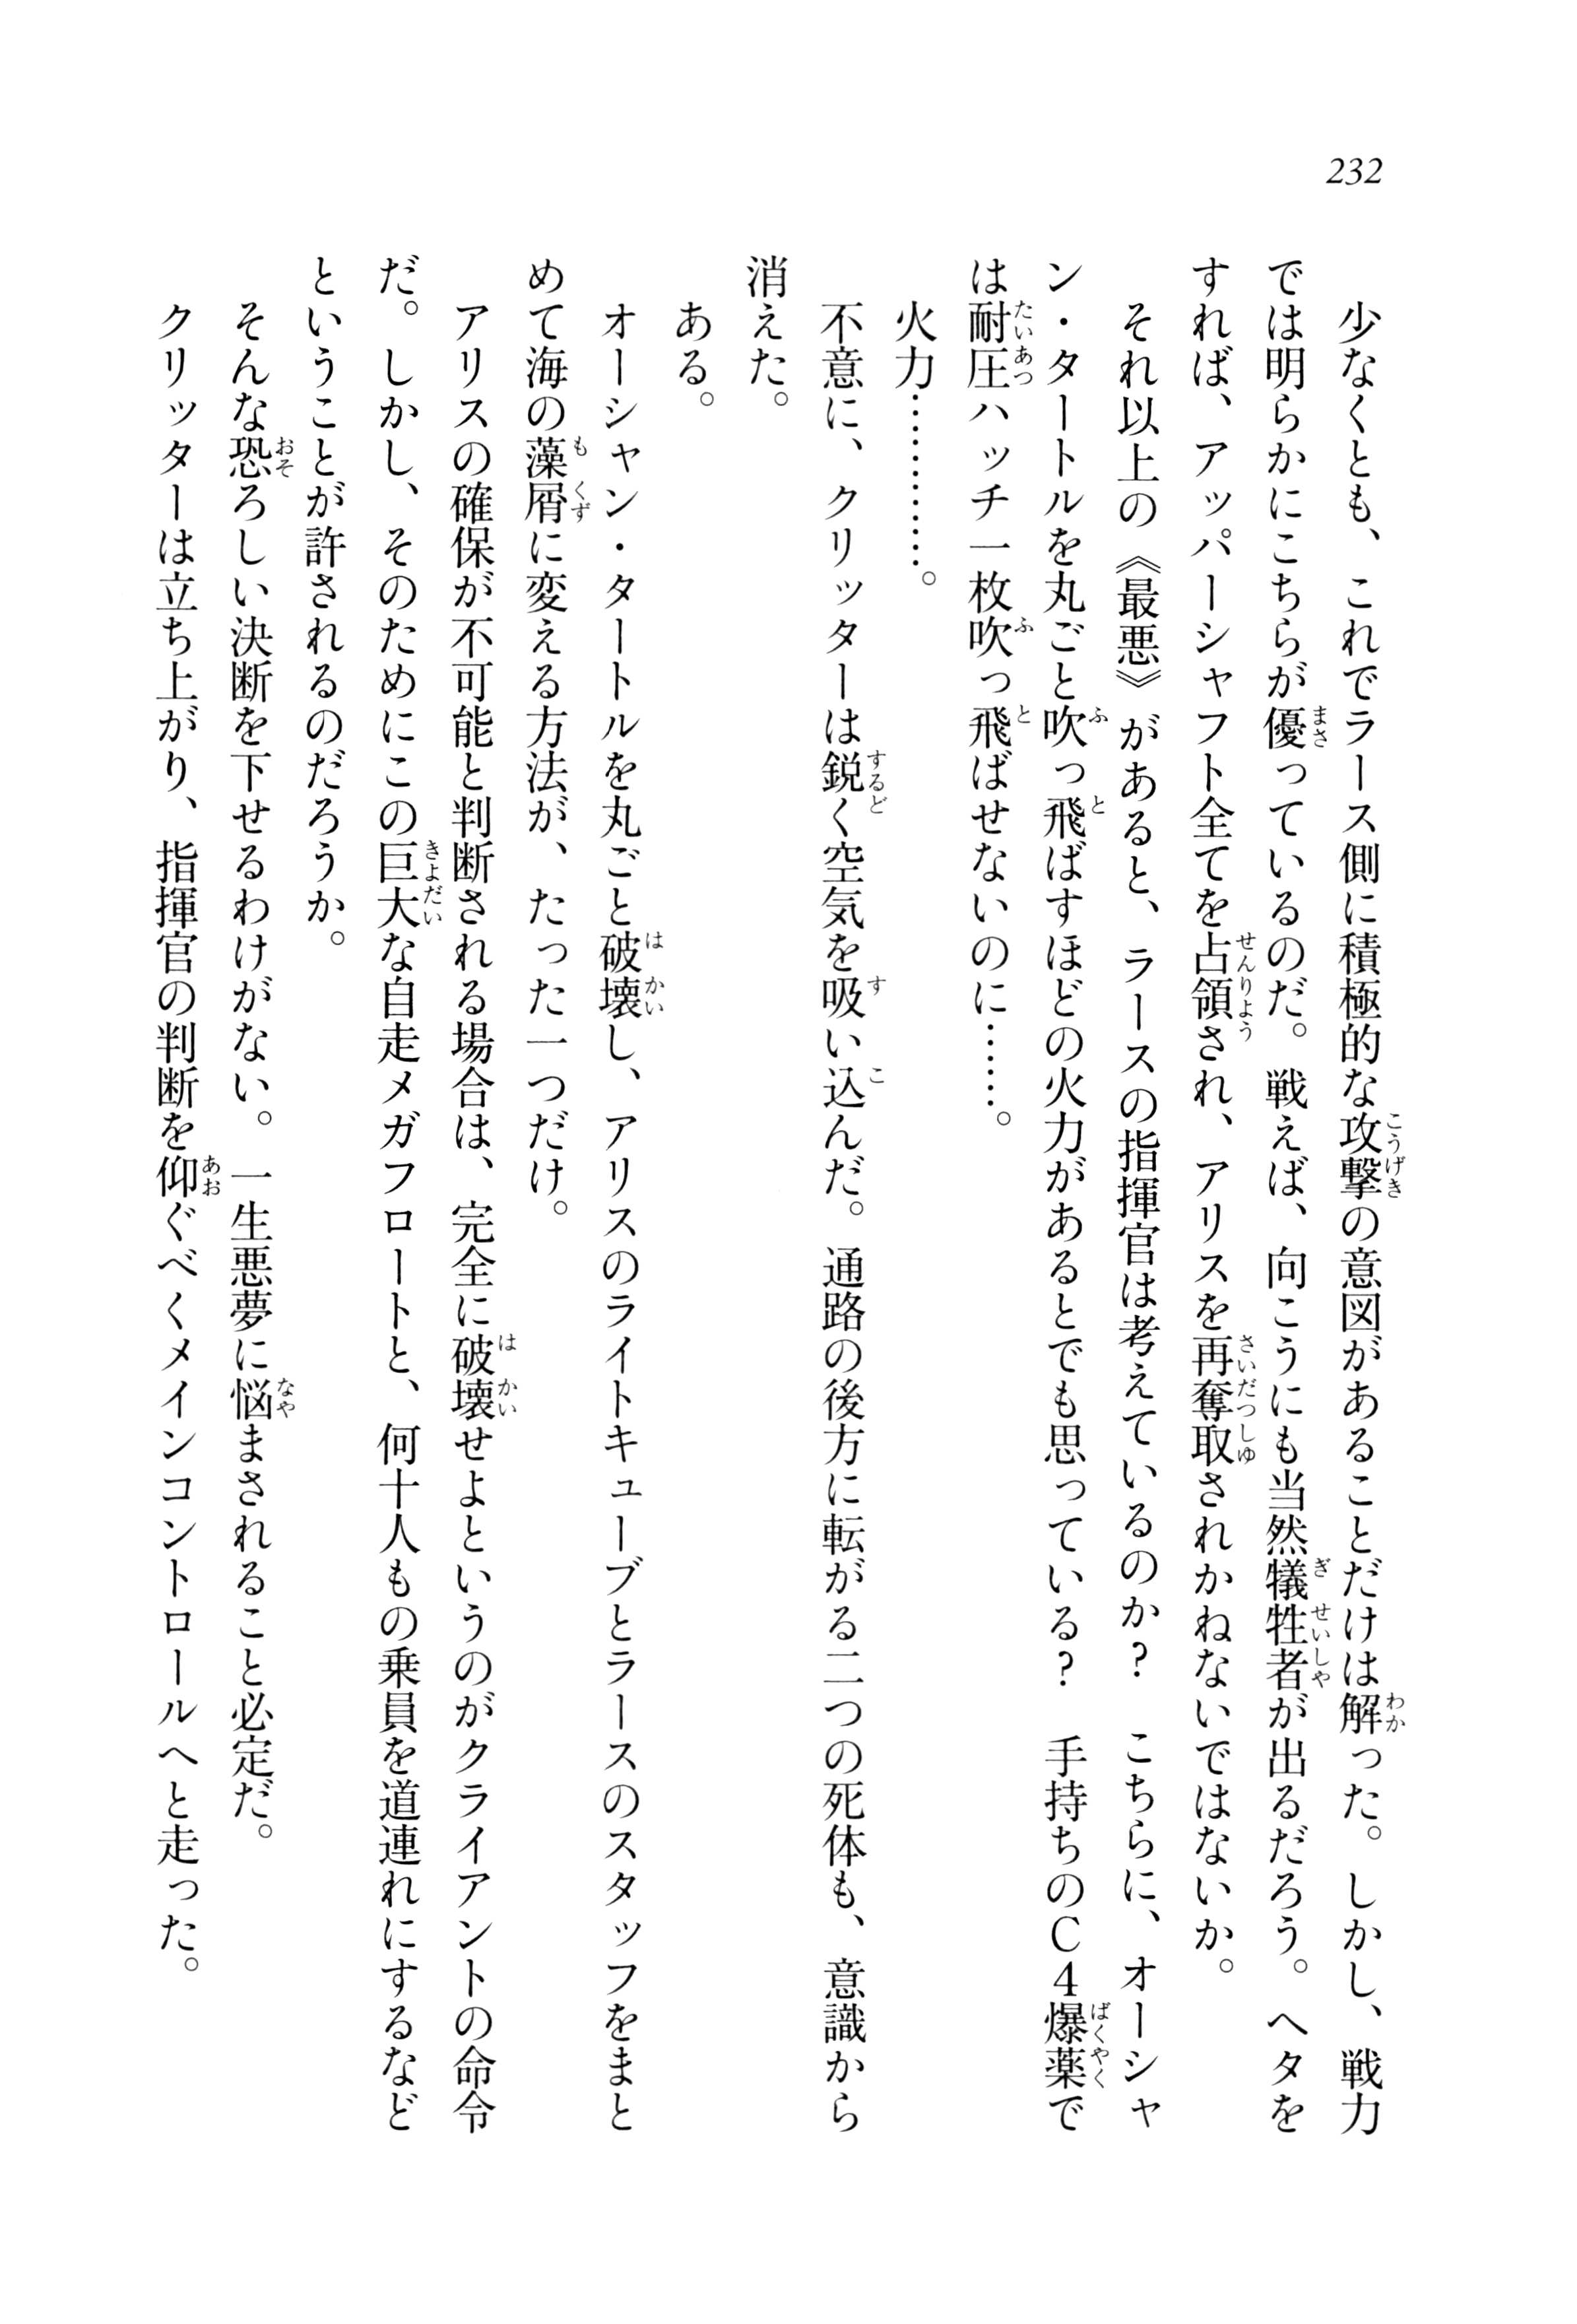 232
少なくとも、これでラース側に積極的な攻撃の意図があることだけは解った。しかし、戦力
では明らかにこちらが優っているのだ。戦えば、向こうにも当然犠牲者が出るだろう。ヘタを
すれば、アッパーシャフト全てを占領され、アリスを再奪取されかねないではないか。
それ以上の《最悪》があると、ラースの指揮官は考えているのか？　こちらに、オーシャ
ン・タートルを丸ごと吹っ飛ばすほどの火力があるとでも思っている？　手持ちのＣ４爆薬で
は耐圧ハッチ一枚吹っ飛ばせないのに……。
火力…………。
不意に、クリッターは鋭く空気を吸い込んだ。通路の後方に転がる二つの死体も、意識から
消えた。
ある。
オーシャン・タートルを丸ごと破壊し、アリスのライトキューブとラースのスタッフをまと
めて海の藻屑に変える方法が、たった一つだけ。
アリスの確保が不可能と判断される場合は、完全に破壊せよというのがクライアントの命令
だ。しかし、そのためにこの巨大な自走メガフロートと、何十人もの乗員を道連れにするなど
ということが許されるのだろうか。
そんな恐ろしい決断を下せるわけがない。一生悪夢に悩まされること必定だ。
クリッターは立ち上がり、指揮官の判断を仰ぐべくメインコントロールへと走った。